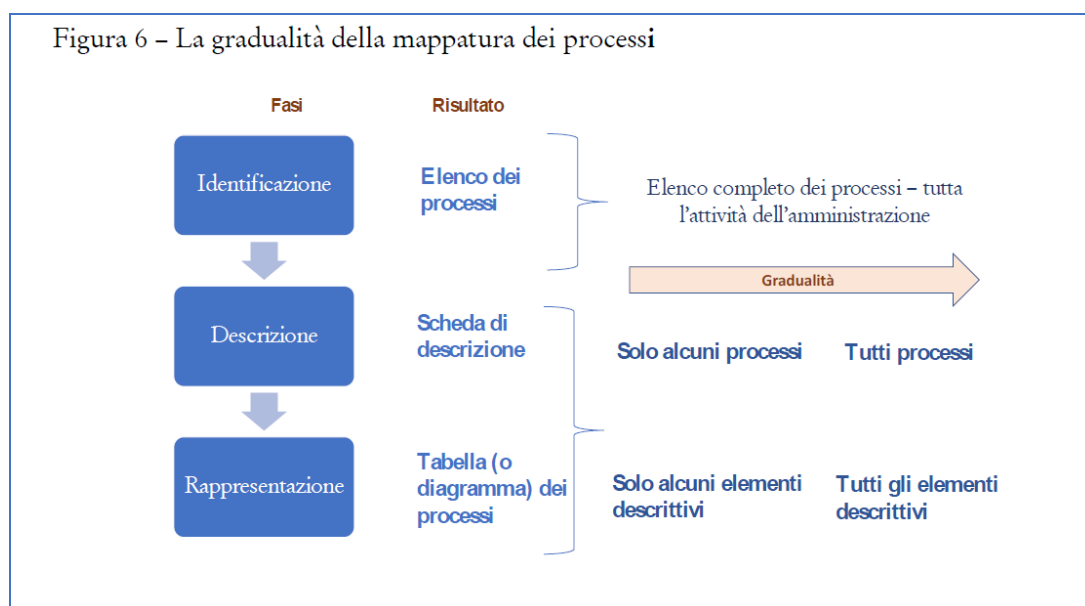 Figura 6 – La gradualità della mappatura dei processi
Fasi
Risultato
Identificazione
Elenco dei
processi
Elenco completo dei processi – tutta
l'attività dell'amministrazione
Gradualità
Descrizione
Scheda di
descrizione
Solo alcuni processi
Tutti processi
Rappresentazione
Tabella (o
diagramma) dei
processi
Solo alcuni elementi
descrittivi
Tutti gli elementi
descrittivi